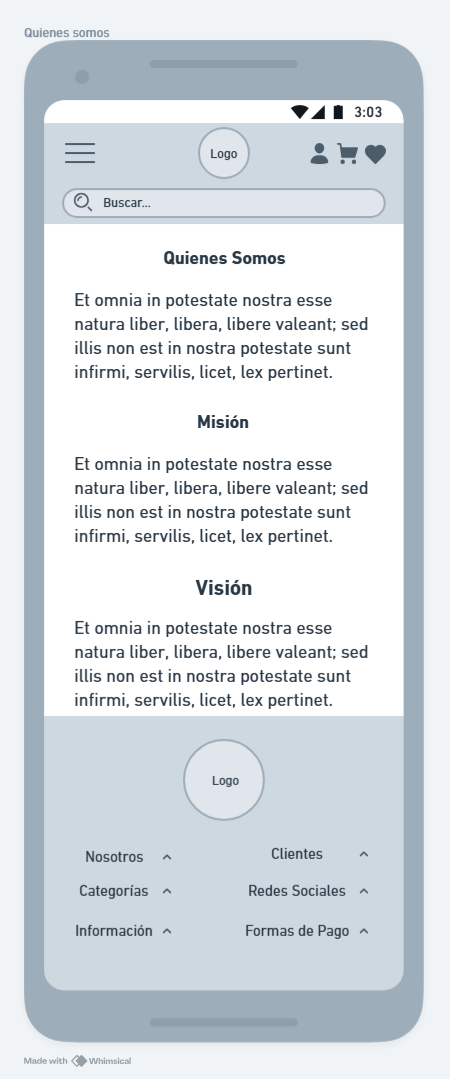 Quienes somos
3:03
Logo
Buscar...
Quienes Somos
Et omnia in potestate nostra esse
natura liber, libera, libere valeant; sed
illis non est in nostra potestate sunt
infirmi, servilis, licet, lex pertinet.
Misión
Et omnia in potestate nostra esse
natura liber, libera, libere valeant; sed
illis non est in nostra potestate sunt
infirmi, servilis, licet, lex pertinet.
Visión
Et omnia in potestate nostra esse
natura liber, libera, libere valeant; sed
illis non est in nostra potestate sunt
infirmi, servilis, licet, lex pertinet.
Logo
Nosotros
Clientes
Categorías
Redes Sociales
Información
Formas de Pago
Made with Whimsical